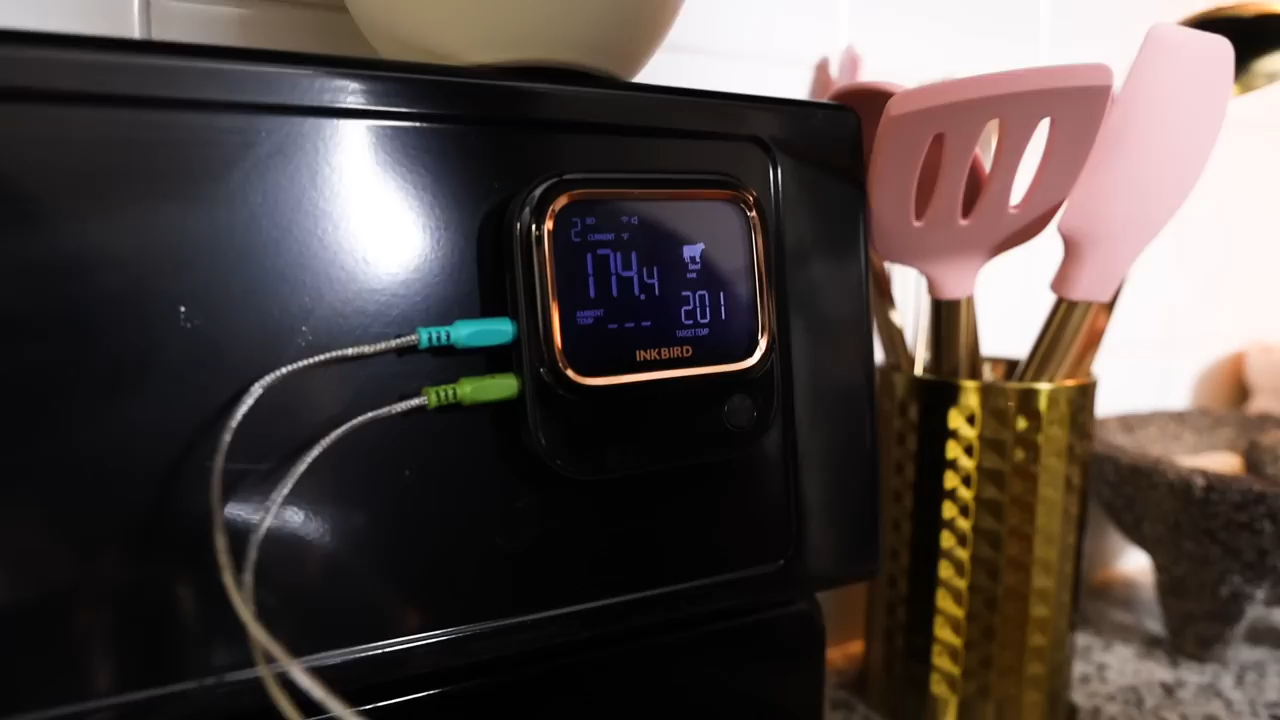 2
CURRENT °F
174.4
Beef
AMBIENT
TEMP
---
201
TARGET TEMP
INKBIRD